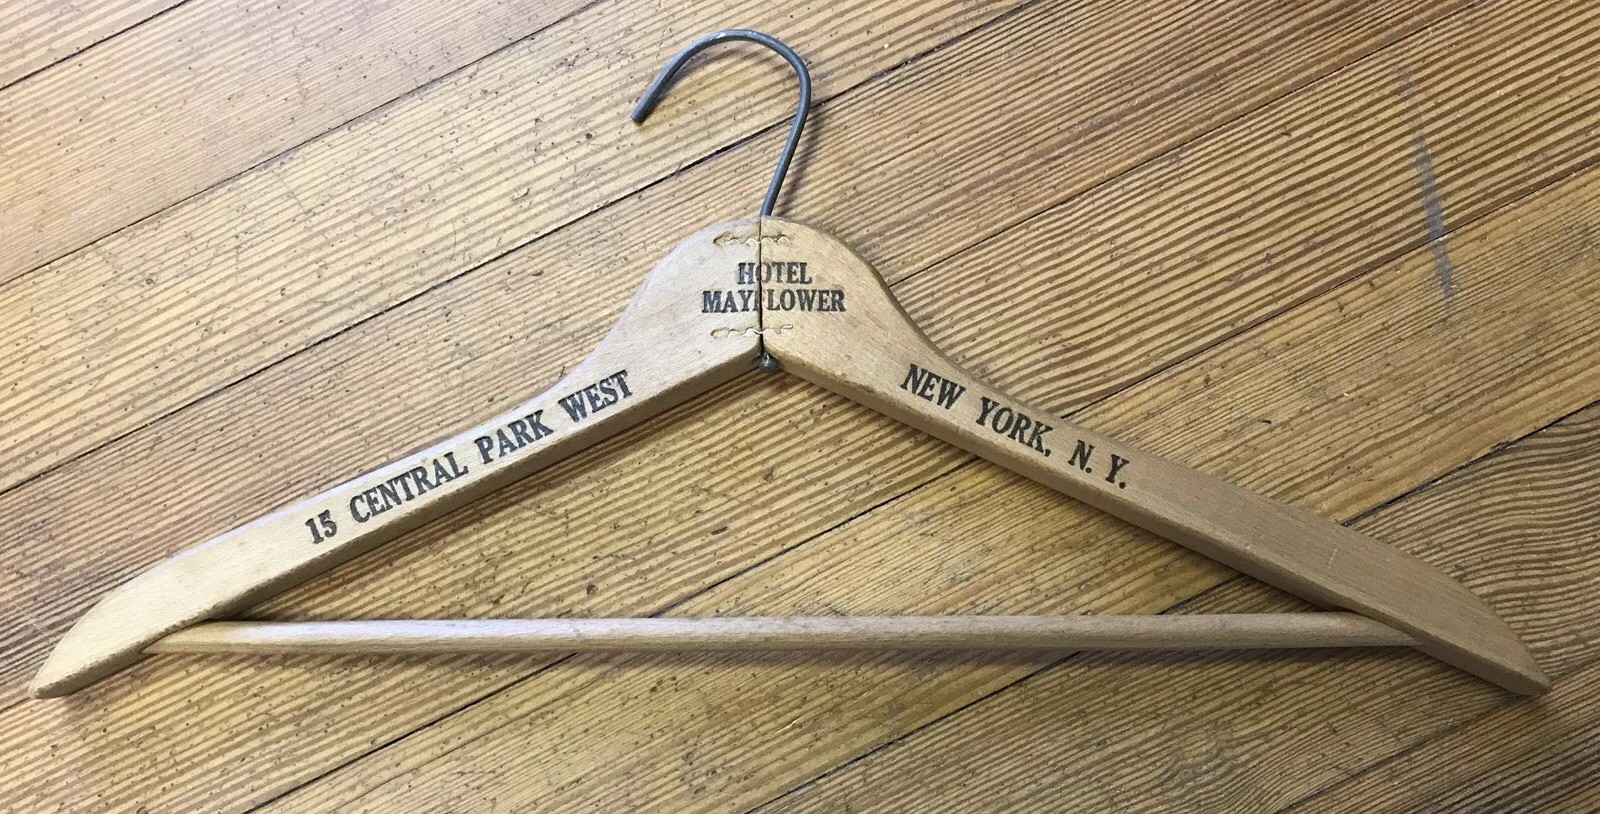 HOTEL
MAYFLOWER
15 CENTRAL PARK WEST
NEW YORK, N.Y.